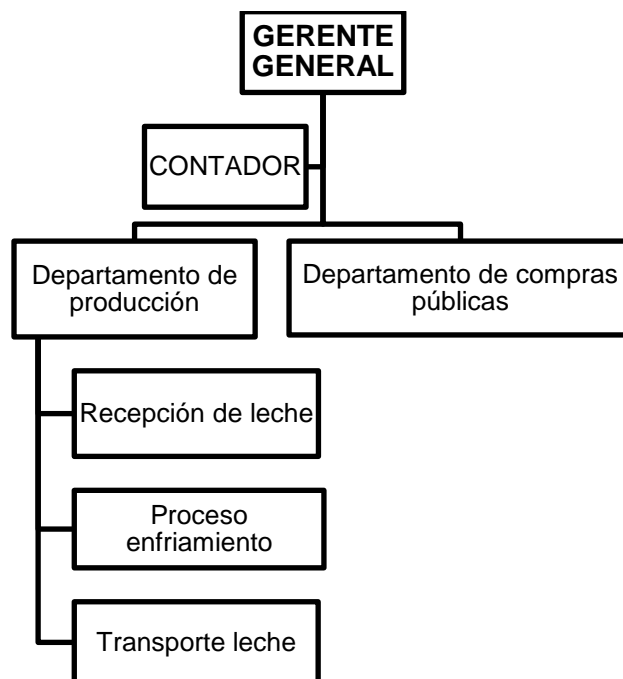 GERENTE
GENERAL
CONTADOR
Departamento de
producción
Departamento de compras
públicas
Recepción de leche
Proceso
enfriamiento
Transporte leche